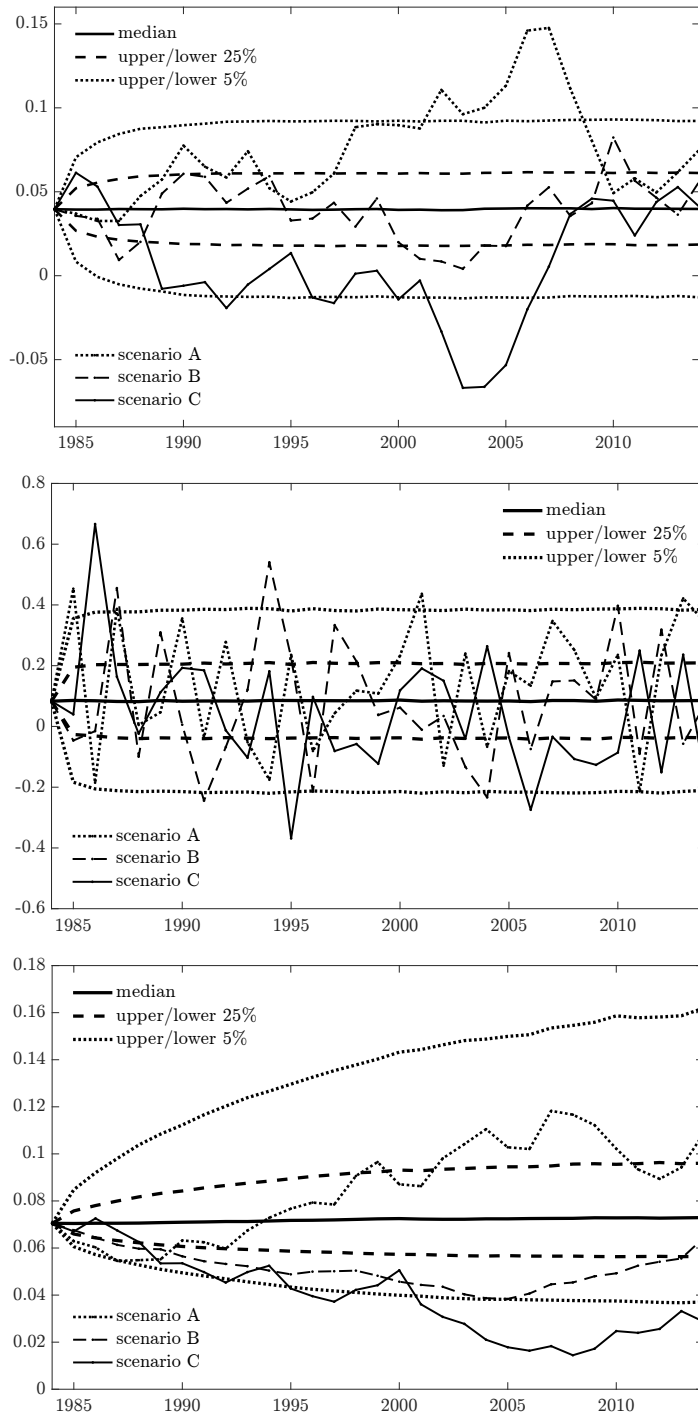 0.15
median
upper/lower 25%
upper/lower 5%
0.1
0.05
0
-0.05
scenario A
scenario B
scenario C
1985 1990 1995 2000 2005 2010
0.8
median
0.6
upper/lower 25%
upper/lower 5%
0.4
0.2
0
-0.2
scenario A
-0.4
scenario B
scenario C
-0.6
1985 1990 1995 2000 2005 2010
0.18
median
0.16
upper/lower 25%
upper/lower 5%
0.14
0.12
0.1
0.08
0.06
0.04
scenario A
0.02
scenario B
scenario C
0
1985 1990 1995 2000 2005 2010